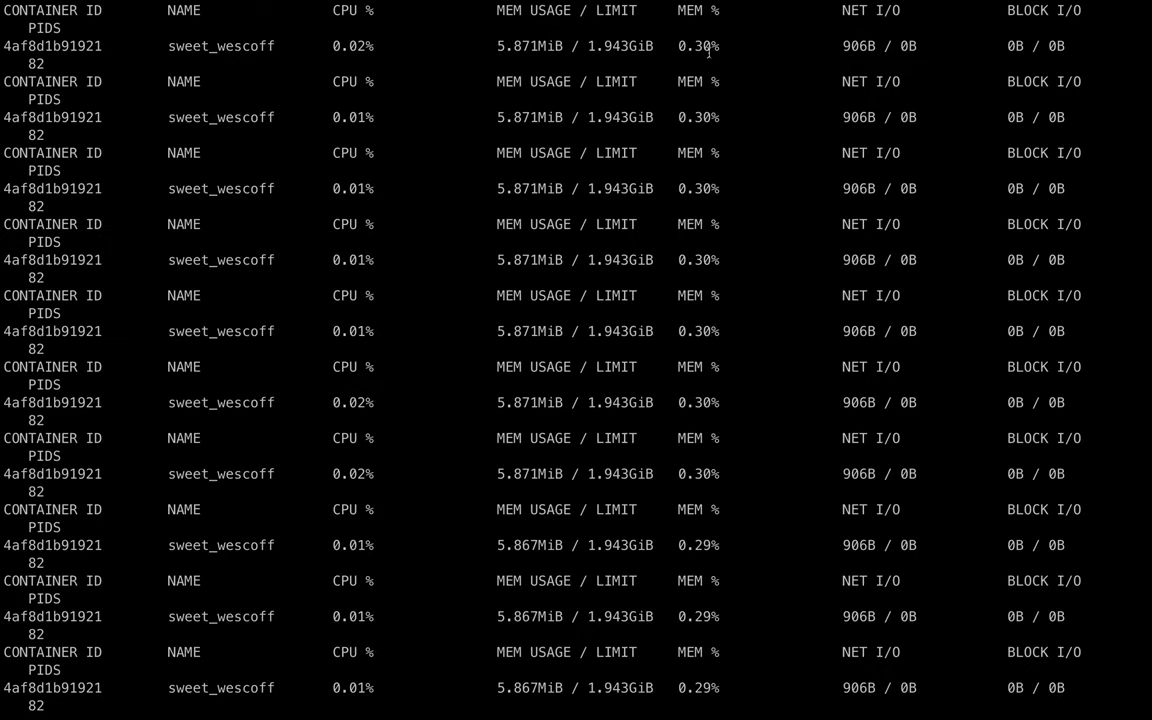 CONTAINER ID NAME CPU % MEM USAGE / LIMIT MEM % NET I/O BLOCK I/O
PIDS
4af8d1b91921 sweet_wescoff 0.02% 5.871MiB / 1.943GiB 0.30% 906B / 0B 0B / 0B
82
CONTAINER ID NAME CPU % MEM USAGE / LIMIT MEM % NET I/O BLOCK I/O
PIDS
4af8d1b91921 sweet_wescoff 0.01% 5.871MiB / 1.943GiB 0.30% 906B / 0B 0B / 0B
82
CONTAINER ID NAME CPU % MEM USAGE / LIMIT MEM % NET I/O BLOCK I/O
PIDS
4af8d1b91921 sweet_wescoff 0.01% 5.871MiB / 1.943GiB 0.30% 906B / 0B 0B / 0B
82
CONTAINER ID NAME CPU % MEM USAGE / LIMIT MEM % NET I/O BLOCK I/O
PIDS
4af8d1b91921 sweet_wescoff 0.01% 5.871MiB / 1.943GiB 0.30% 906B / 0B 0B / 0B
82
CONTAINER ID NAME CPU % MEM USAGE / LIMIT MEM % NET I/O BLOCK I/O
PIDS
4af8d1b91921 sweet_wescoff 0.01% 5.871MiB / 1.943GiB 0.30% 906B / 0B 0B / 0B
82
CONTAINER ID NAME CPU % MEM USAGE / LIMIT MEM % NET I/O BLOCK I/O
PIDS
4af8d1b91921 sweet_wescoff 0.02% 5.871MiB / 1.943GiB 0.30% 906B / 0B 0B / 0B
82
CONTAINER ID NAME CPU % MEM USAGE / LIMIT MEM % NET I/O BLOCK I/O
PIDS
4af8d1b91921 sweet_wescoff 0.02% 5.871MiB / 1.943GiB 0.30% 906B / 0B 0B / 0B
82
CONTAINER ID NAME CPU % MEM USAGE / LIMIT MEM % NET I/O BLOCK I/O
PIDS
4af8d1b91921 sweet_wescoff 0.01% 5.867MiB / 1.943GiB 0.29% 906B / 0B 0B / 0B
82
CONTAINER ID NAME CPU % MEM USAGE / LIMIT MEM % NET I/O BLOCK I/O
PIDS
4af8d1b91921 sweet_wescoff 0.01% 5.867MiB / 1.943GiB 0.29% 906B / 0B 0B / 0B
82
CONTAINER ID NAME CPU % MEM USAGE / LIMIT MEM % NET I/O BLOCK I/O
PIDS
4af8d1b91921 sweet_wescoff 0.01% 5.867MiB / 1.943GiB 0.29% 906B / 0B 0B / 0B
82